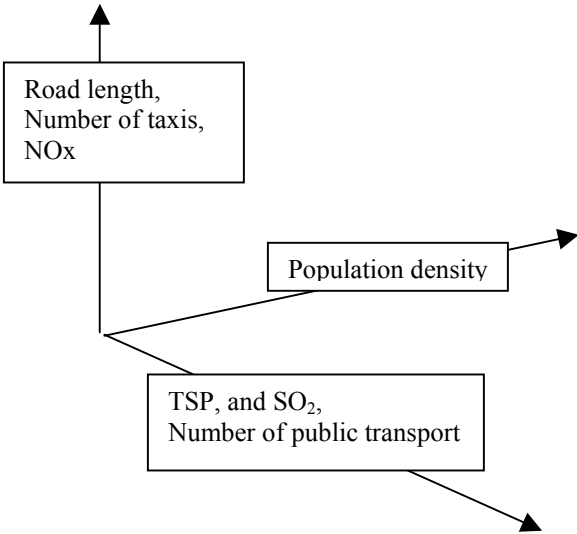 Road length,
Number of taxis,
NOx
Population density
TSP, and SO₂,
Number of public transport